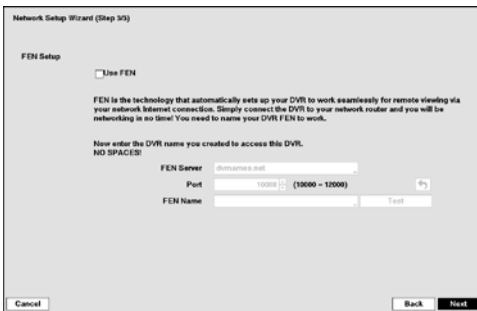 Network Setup Wizard (Step 3/3)
FEN Setup
Use FEN
FEN is the technology that automatically sets up your DVR to work seamlessly for remote viewing via
your network Internet connection. Simply connect the DVR to your network router and you will be
networking in no time! You need to name your DVR FEN to work.
Now enter the DVR name you created to access this DVR.
NO SPACES!
FEN Server dvrnames.net
Port 10088 (10000 ~ 12000)
FEN Name Test
Cancel Back Next